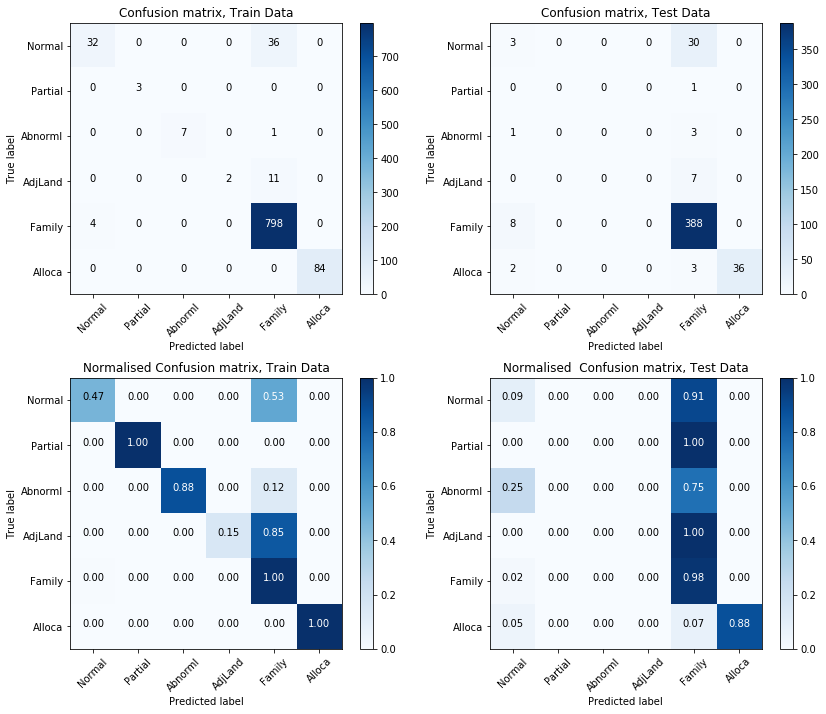 Confusion matrix, Train Data
Normal 32 0 0 0 36 0
Partial 0 3 0 0 0 0
Abnorml 0 0 7 0 1 0
AdjLand 0 0 0 2 11 0
Family 4 0 0 0 798 0
Alloca 0 0 0 0 0 84
True label
Normal Partial Abnorml AdjLand Family Alloca
Predicted label
700
600
500
400
300
200
100
0
Confusion matrix, Test Data
Normal 3 0 0 0 30 0
Partial 0 0 0 0 1 0
Abnorml 1 0 0 0 3 0
AdjLand 0 0 0 0 7 0
Family 8 0 0 0 388 0
Alloca 2 0 0 0 3 36
True label
Normal Partial Abnorml AdjLand Family Alloca
Predicted label
350
300
250
200
150
100
50
0
Normalised Confusion matrix, Train Data
Normal 0.47 0.00 0.00 0.00 0.53 0.00
Partial 0.00 1.00 0.00 0.00 0.00 0.00
Abnorml 0.00 0.00 0.88 0.00 0.12 0.00
AdjLand 0.00 0.00 0.00 0.15 0.85 0.00
Family 0.00 0.00 0.00 0.00 1.00 0.00
Alloca 0.00 0.00 0.00 0.00 0.00 1.00
True label
Normal Partial Abnorml AdjLand Family Alloca
Predicted label
1.0
0.8
0.6
0.4
0.2
0.0
Normalised  Confusion matrix, Test Data
Normal 0.09 0.00 0.00 0.00 0.91 0.00
Partial 0.00 0.00 0.00 0.00 1.00 0.00
Abnorml 0.25 0.00 0.00 0.00 0.75 0.00
AdjLand 0.00 0.00 0.00 0.00 1.00 0.00
Family 0.02 0.00 0.00 0.00 0.98 0.00
Alloca 0.05 0.00 0.00 0.00 0.07 0.88
True label
Normal Partial Abnorml AdjLand Family Alloca
Predicted label
1.0
0.8
0.6
0.4
0.2
0.0